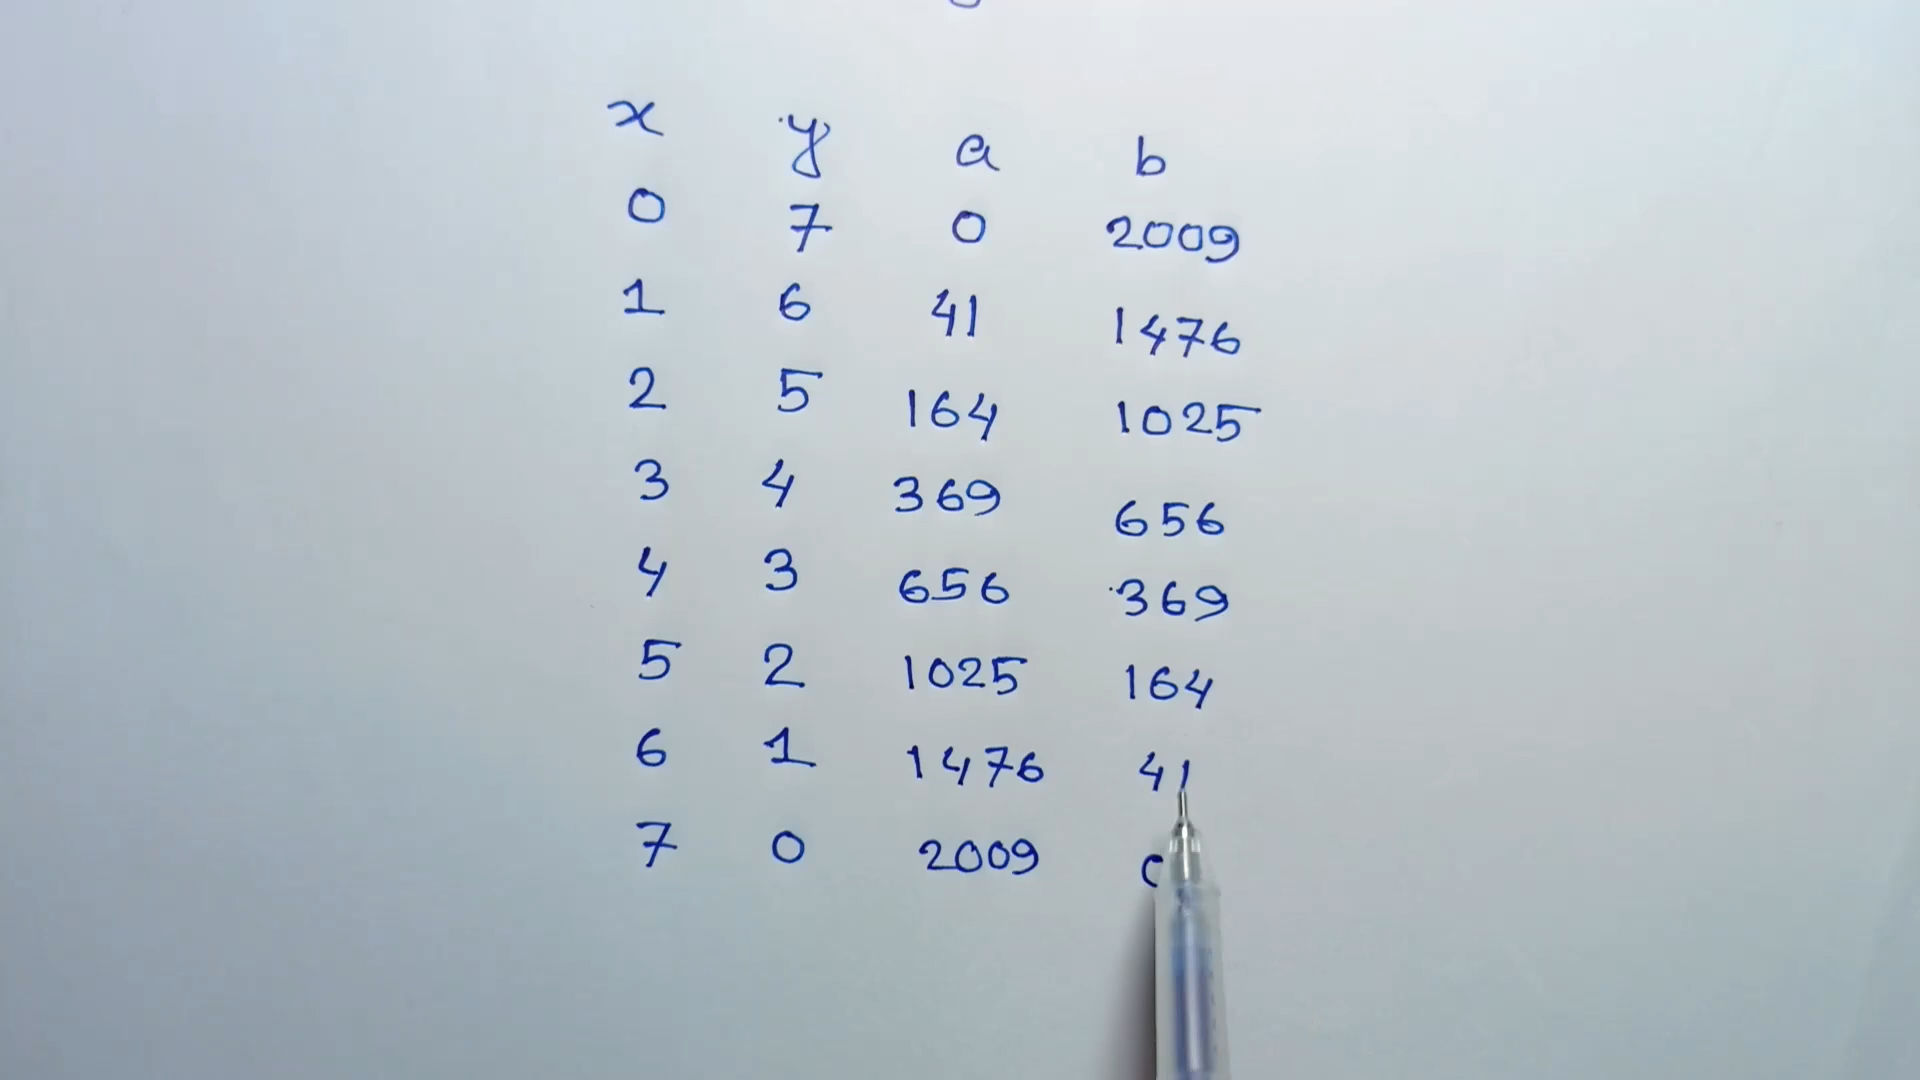 x y a b
0 7 0 2009
1 6 41 1476
2 5 164 1025
3 4 369 656
4 3 656 369
5 2 1025 164
6 1 1476 41
7 0 2009